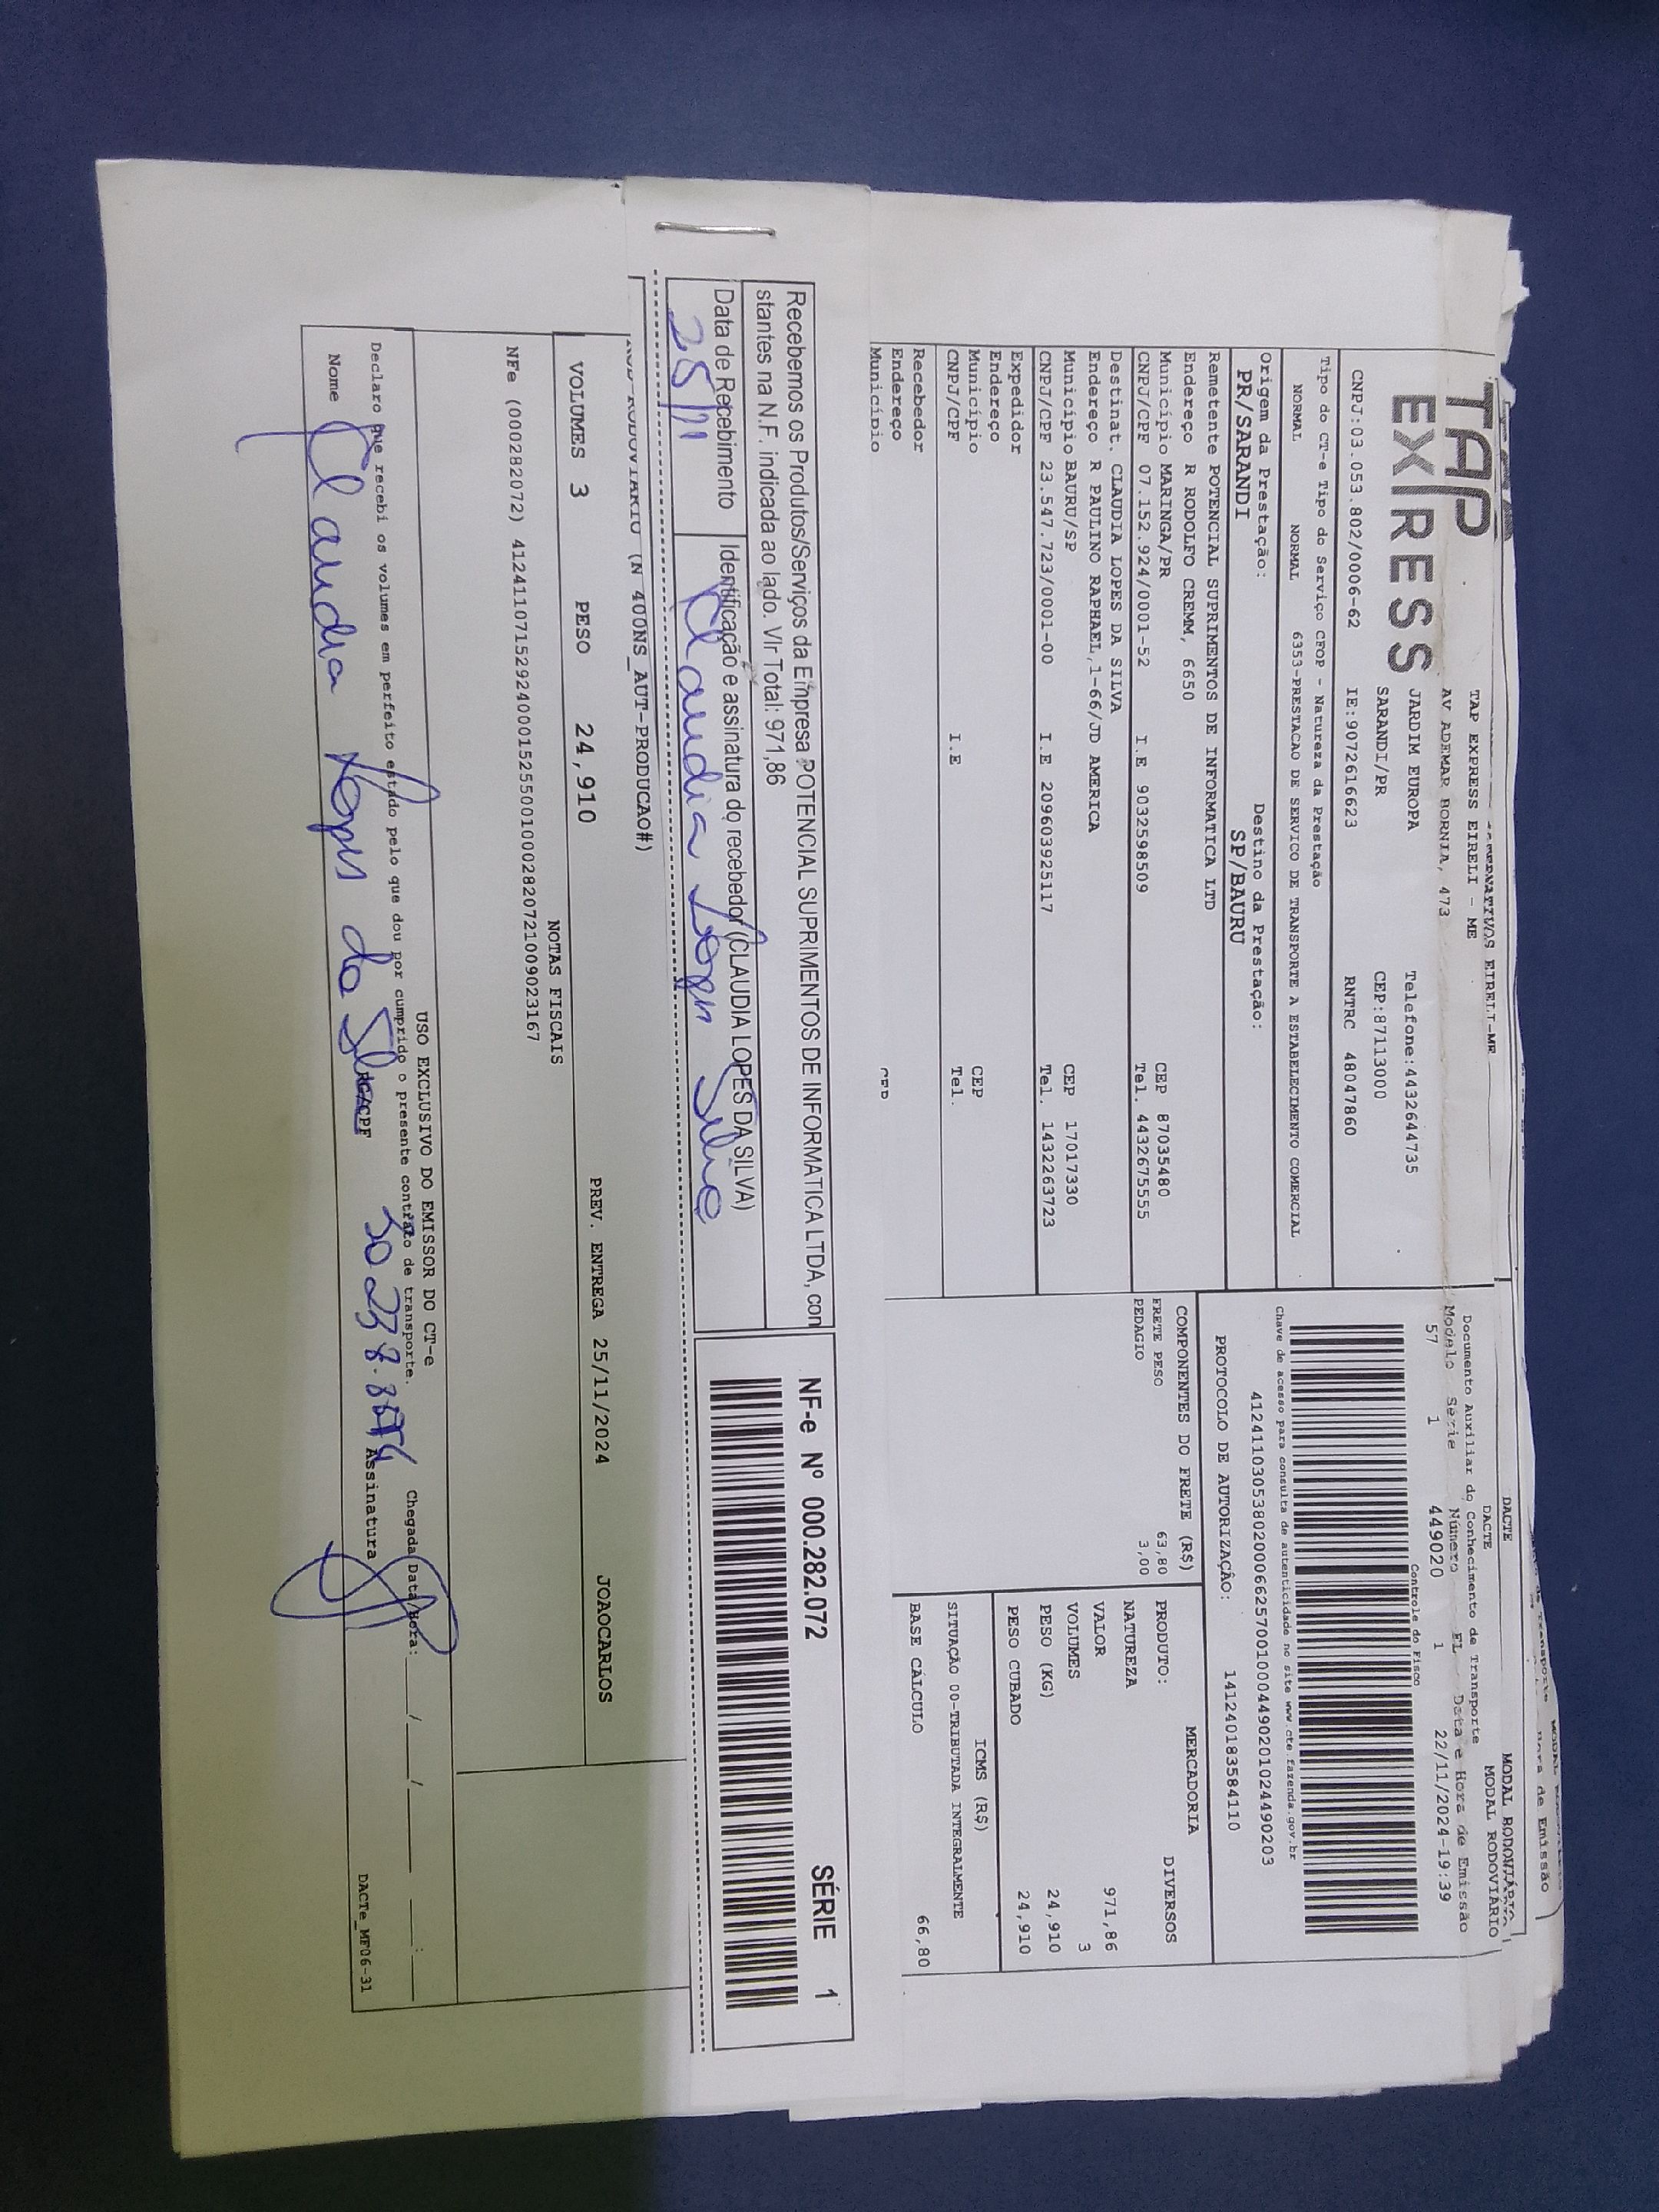 TAP
EXPRESS
TAP EXPRESS EIRELI - ME
AV ADEMAR BORNIA, 473
JARDIM EUROPA Telefone:4432644735
SARANDI/PR CEP:87113000
CNPJ:03.053.802/0006-62 IE:9072616623 RNTRC 48047860
DACTE
DACTE MODAL RODOVIÁRIO
MODAL RODOVIÁRIO
Documento Auxiliar do Conhecimento de Transporte
Modelo Serie Número FL Data e Hora de Emissão
57 1 449020 1 22/11/2024-19:39
Controle do Fisco
Tipo do CT-e Tipo do Serviço CFOP - Natureza da Prestação
NORMAL NORMAL 6353-PRESTACAO DE SERVICO DE TRANSPORTE A ESTABELECIMENTO COMERCIAL
Chave de acesso para consulta de autenticidade no site www.cte.fazenda.gov.br
41241103053802000662570010004490201024490203
Origem da Prestação: Destino da Prestação:
PR/SARANDI SP/BAURU
PROTOCOLO DE AUTORIZAÇÃO: 141240183584110
Remetente POTENCIAL SUPRIMENTOS DE INFORMATICA LTD
Endereço R RODOLFO CREMM, 6650
Município MARINGA/PR CEP 87035480
CNPJ/CPF 07.152.924/0001-52 I.E 9032598509 Tel. 4432675555
Destinat. CLAUDIA LOPES DA SILVA
Endereço R PAULINO RAPHAEL,1-66/JD AMERICA
Município BAURU/SP CEP 17017330
CNPJ/CPF 23.547.723/0001-00 I.E 209603925117 Tel. 1432263723
Expedidor
Endereço
Município CEP
CNPJ/CPF I.E Tel.
Recebedor
Endereço
Município
COMPONENTES DO FRETE (R$)
FRETE PESO 63,80
PEDAGIO 3,00
MERCADORIA
PRODUTO: DIVERSOS
NATUREZA
VALOR 971,86
VOLUMES 3
PESO (KG) 24,910
PESO CUBADO 24,910
ICMS (R$)
SITUAÇÃO 00-TRIBUTADA INTEGRALMENTE
BASE CÁLCULO 66,80
Recebemos os Produtos/Serviços da Empresa POTENCIAL SUPRIMENTOS DE INFORMATICA LTDA, con
stantes na N.F. indicada ao lado. Vlr Total: 971,86
Data de Recebimento Identificação e assinatura do recebedor (CLAUDIA LOPES DA SILVA)
25/11 Claudia Lopes Silva
NF-e Nº 000.282.072 SÉRIE 1
(N 400NS_AUT-PRODUCAO#)
VOLUMES 3 PESO 24,910 PREV. ENTREGA 25/11/2024 JOAOCARLOS
NOTAS FISCAIS
NFe (000282072) 41241107152924000152550010002820721009023167
USO EXCLUSIVO DO EMISSOR DO CT-e
Declaro que recebi os volumes em perfeito estado pelo que dou por cumprido o presente contrato de transporte. Chegada Data/Hora: __/__/____ __:__
Nome Claudia Lopes da Silva RG/CPF Assinatura
DACTe_MF06-31